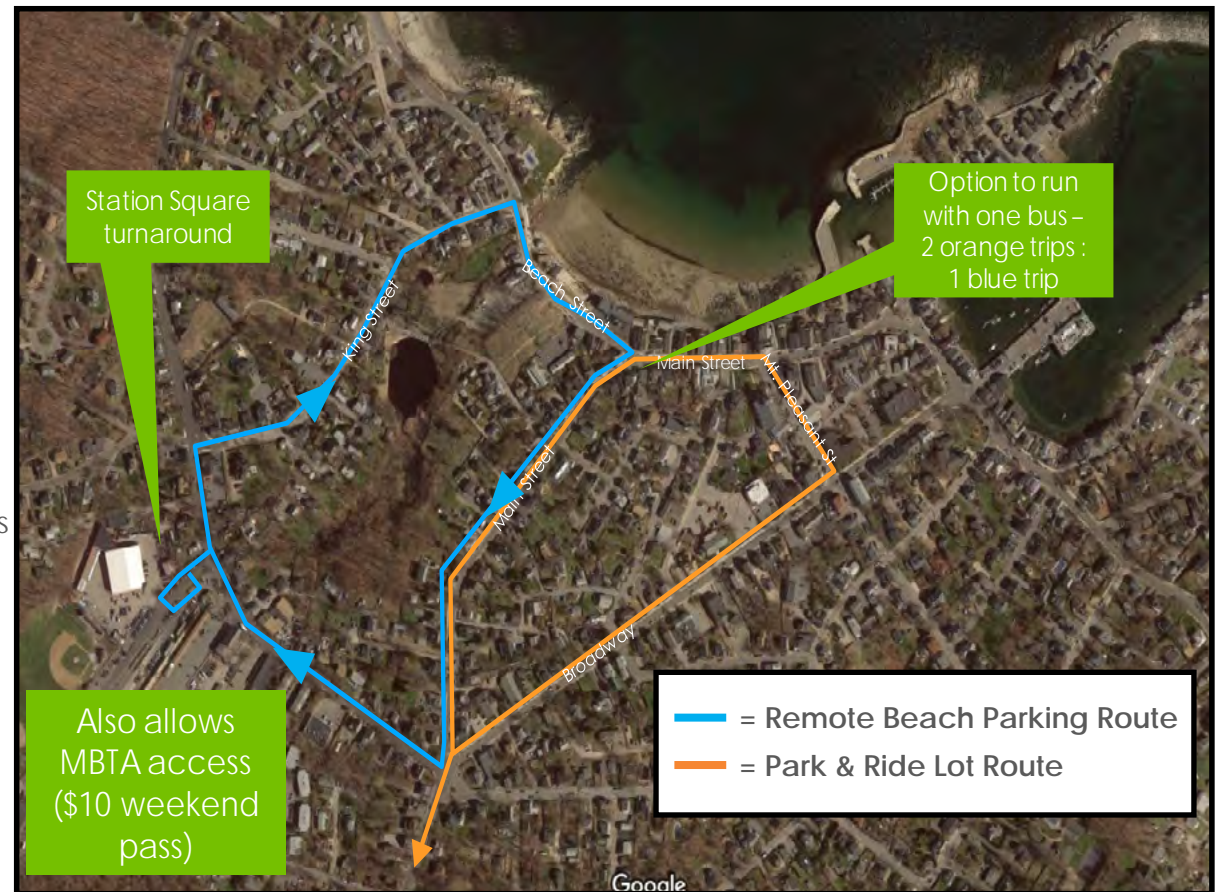 Station Square
turnaround
Option to run
with one bus –
2 orange trips :
1 blue trip
King Street
Beach Street
Main Street
Mt. Pleasant St
Main Street
s
Broadway
= Remote Beach Parking Route
= Park & Ride Lot Route
Also allows
MBTA access
($10 weekend
pass)
Google